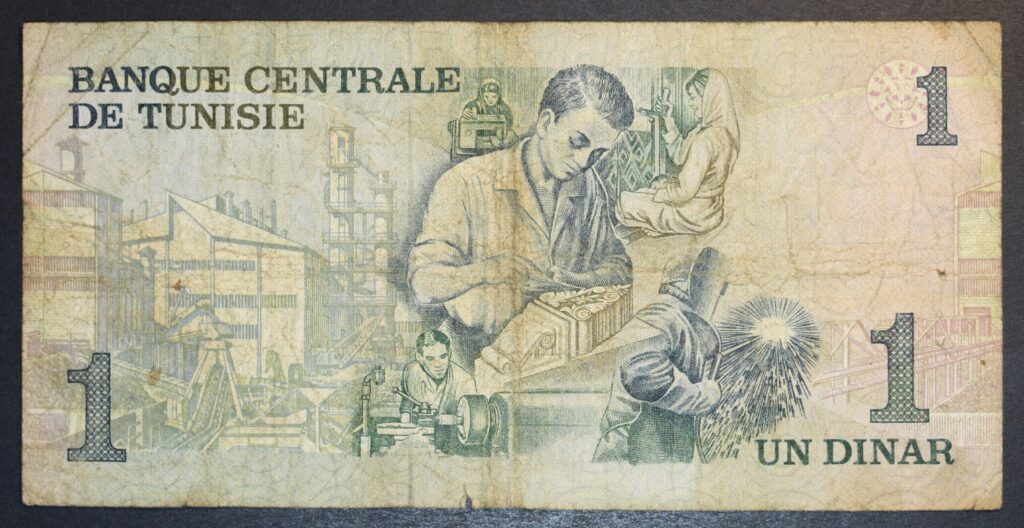 BANQUE CENTRALE
DE TUNISIE
1
1
1
UN DINAR